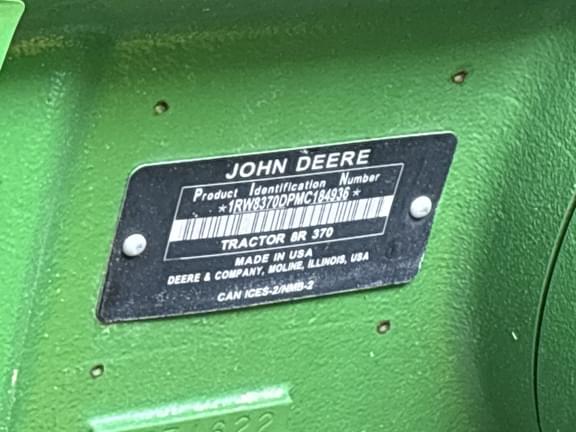 JOHN DEERE
Product Identification Number
*1RW8370DPMC184936*
TRACTOR 8R 370
MADE IN USA
DEERE & COMPANY, MOLINE, ILLINOIS, USA
CAN ICES-2/NMB-2